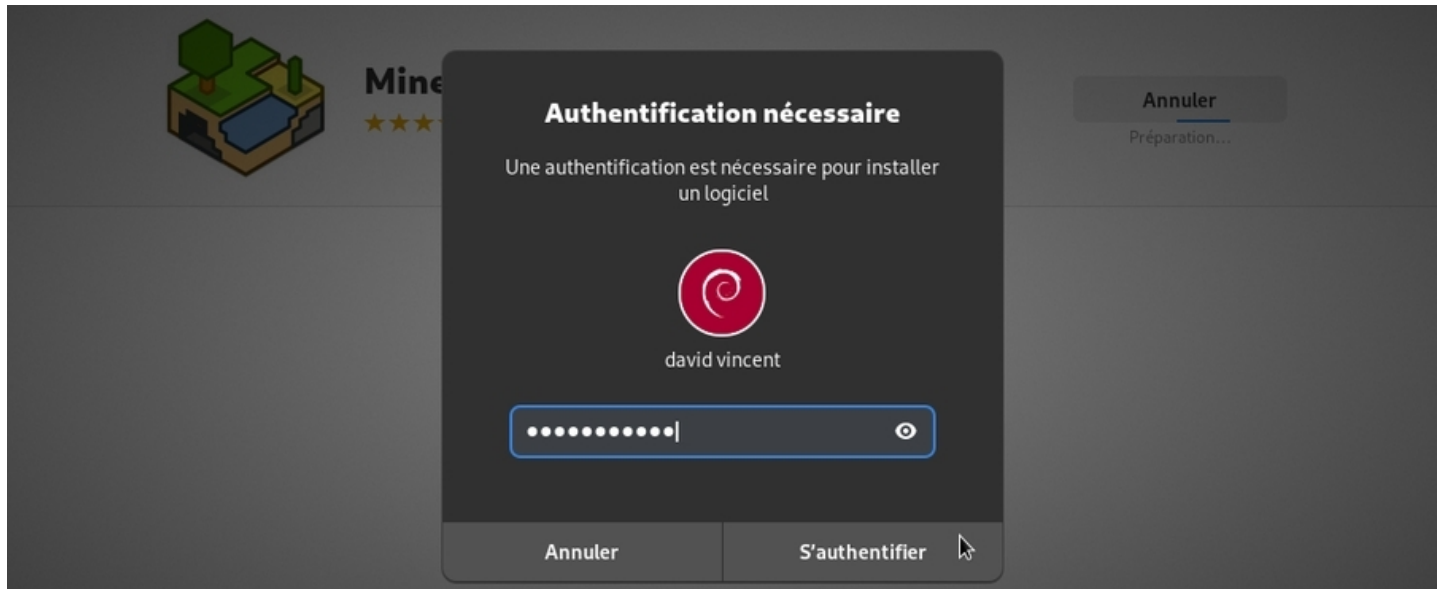 Mine
Annuler
Préparation…
Authentification nécessaire
Une authentification est nécessaire pour installer
un logiciel
david vincent
•••••••••••
Annuler
S’authentifier